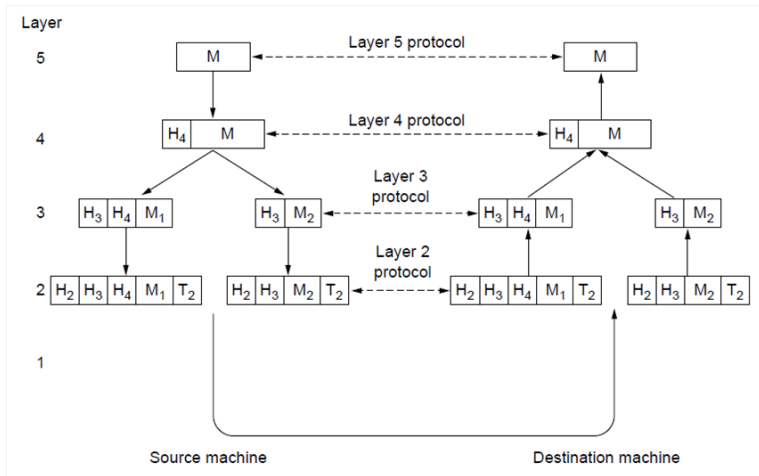 Layer
5 M Layer 5 protocol M
4 H4 M Layer 4 protocol H4 M
Layer 3
protocol
3 H3 H4 M1 H3 M2 H3 H4 M1 H3 M2
Layer 2
protocol
2 H2 H3 H4 M1 T2 H2 H3 M2 T2 H2 H3 H4 M1 T2 H2 H3 M2 T2
1
Source machine Destination machine